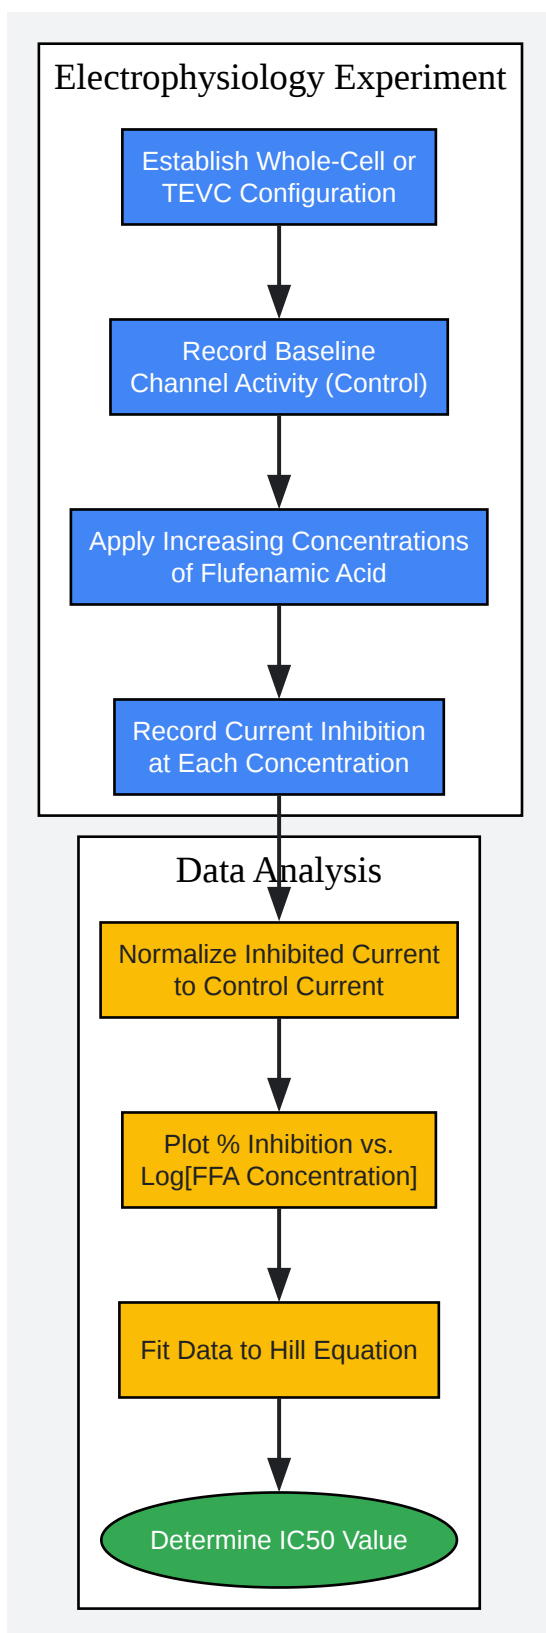 Electrophysiology Experiment
Establish Whole-Cell or
TEVC Configuration
Record Baseline
Channel Activity (Control)
Apply Increasing Concentrations
of Flufenamic Acid
Record Current Inhibition
at Each Concentration
Data Analysis
Normalize Inhibited Current
to Control Current
Plot % Inhibition vs.
Log[FFA Concentration]
Fit Data to Hill Equation
Determine IC50 Value